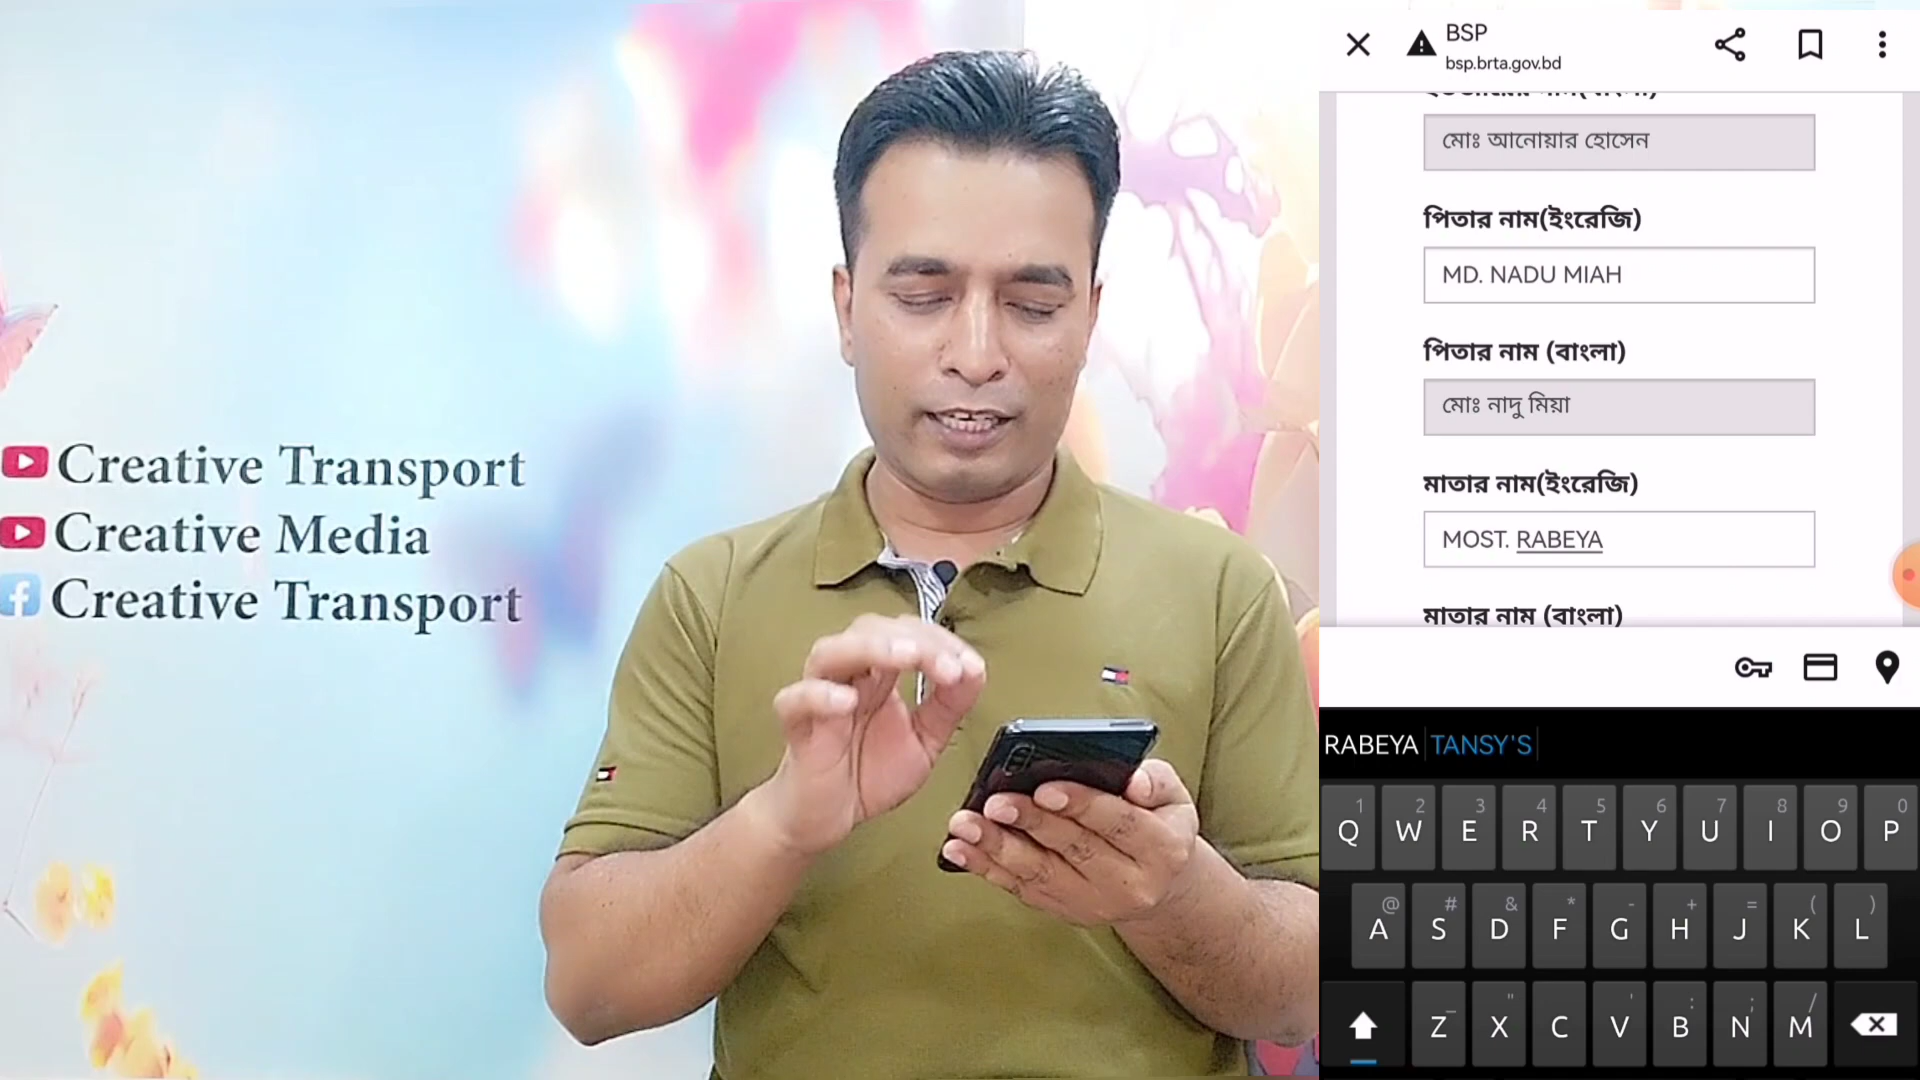 Creative Transport
Creative Media
Creative Transport
BSP
bsp.brta.gov.bd
মোঃ আনোয়ার হোসেন
পিতার নাম(ইংরেজি)
MD. NADU MIAH
পিতার নাম (বাংলা)
মোঃ নাদু মিয়া
মাতার নাম(ইংরেজি)
MOST. RABEYA
মাতার নাম (বাংলা)
RABEYA TANSY'S
1 2 3 4 5 6 7 8 9 0
Q W E R T Y U I O P
@ # & * - + = ( )
A S D F G H J K L
_ " ' : ; /
Z X C V B N M